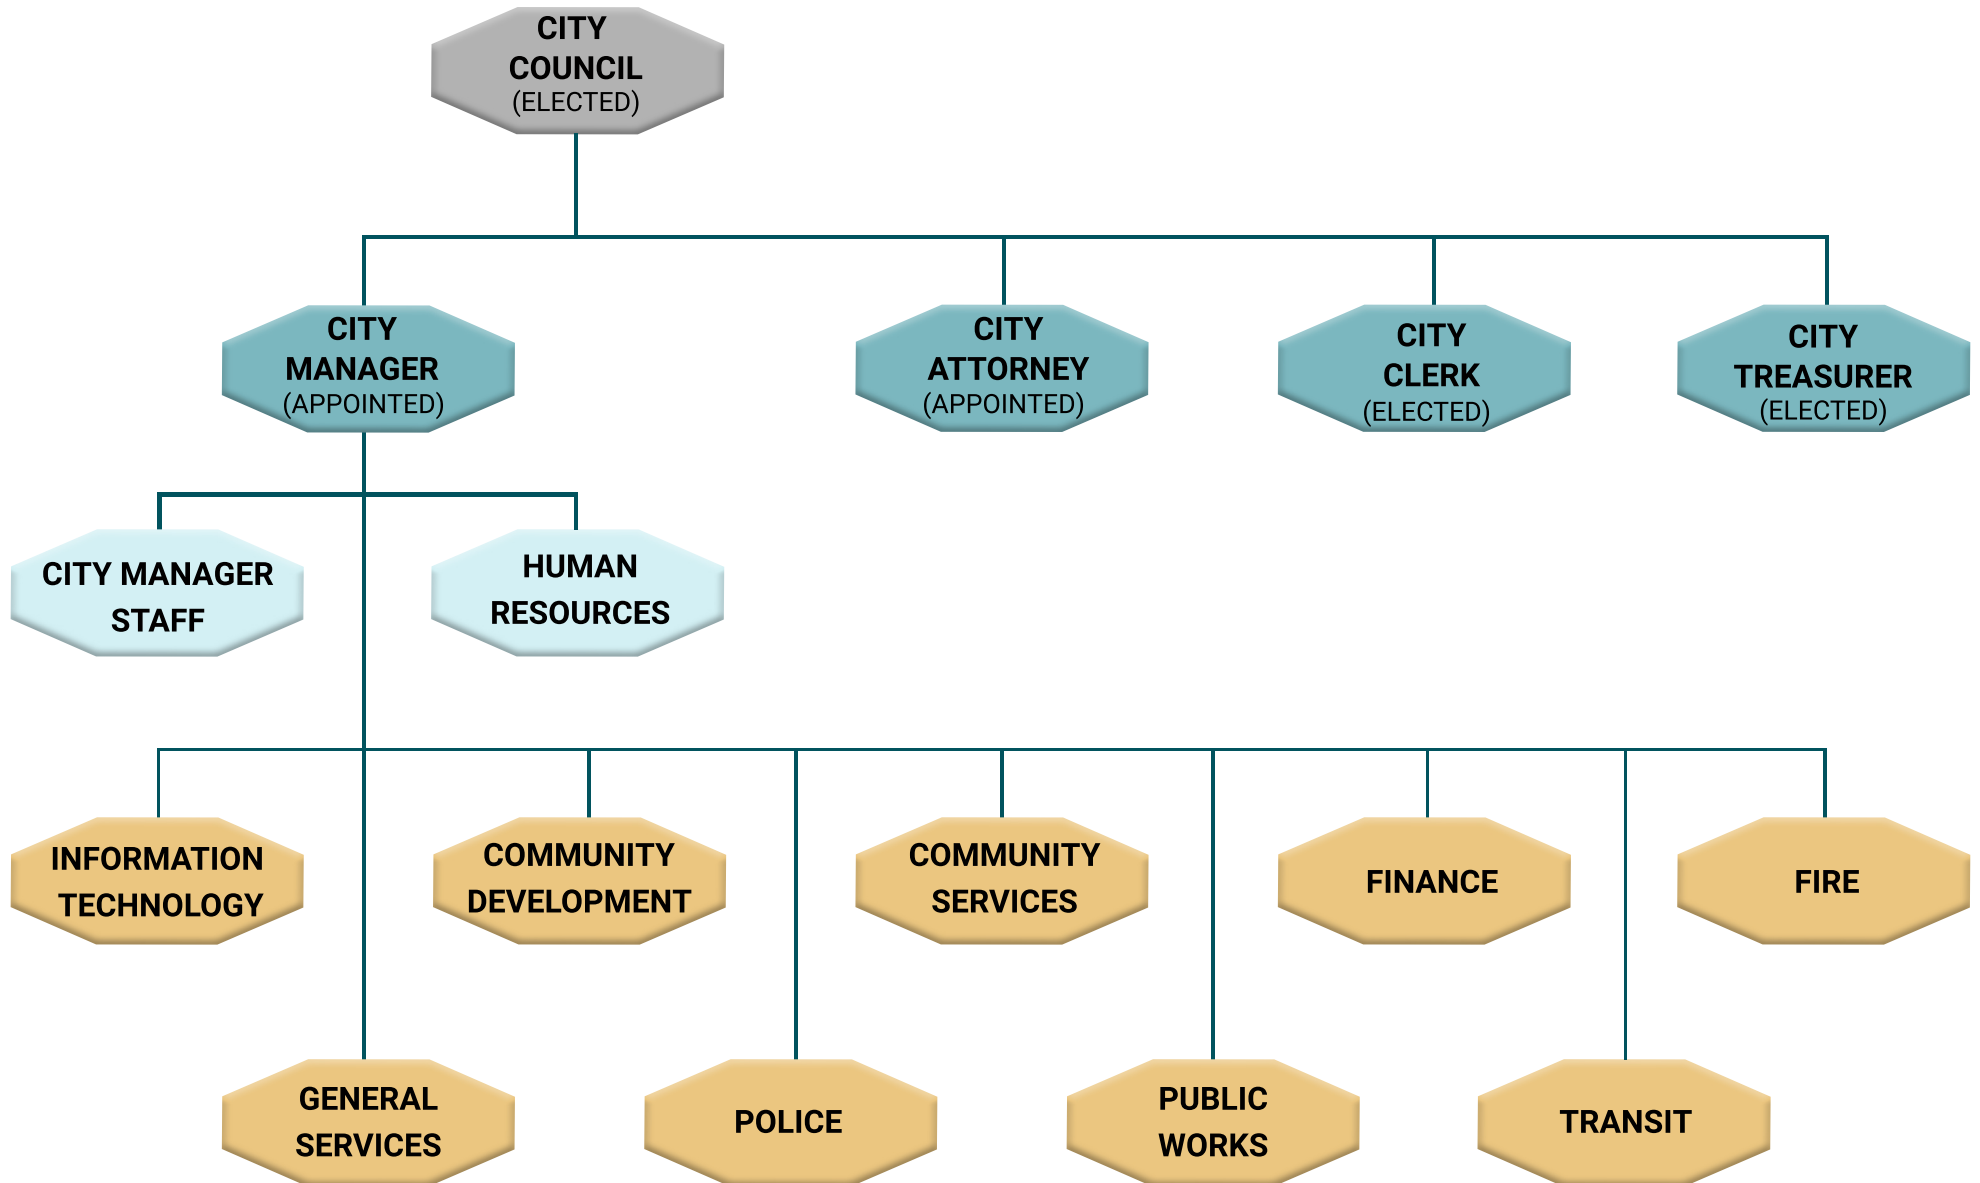 CITY
COUNCIL
(ELECTED)
CITY
MANAGER
(APPOINTED)
CITY
ATTORNEY
(APPOINTED)
CITY
CLERK
(ELECTED)
CITY
TREASURER
(ELECTED)
CITY MANAGER
STAFF
HUMAN
RESOURCES
INFORMATION
TECHNOLOGY
COMMUNITY
DEVELOPMENT
COMMUNITY
SERVICES
FINANCE
FIRE
GENERAL
SERVICES
POLICE
PUBLIC
WORKS
TRANSIT